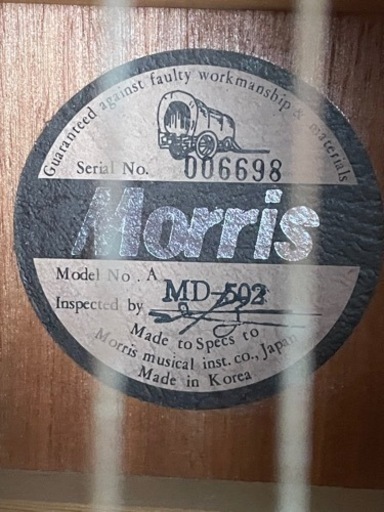 Guaranteed against faulty workmanship & materials
Serial No. 006698
Morris
Model No. A
MD-502
Inspected by
Made to Specs to
Morris musical inst. co., Japan
Made in Korea